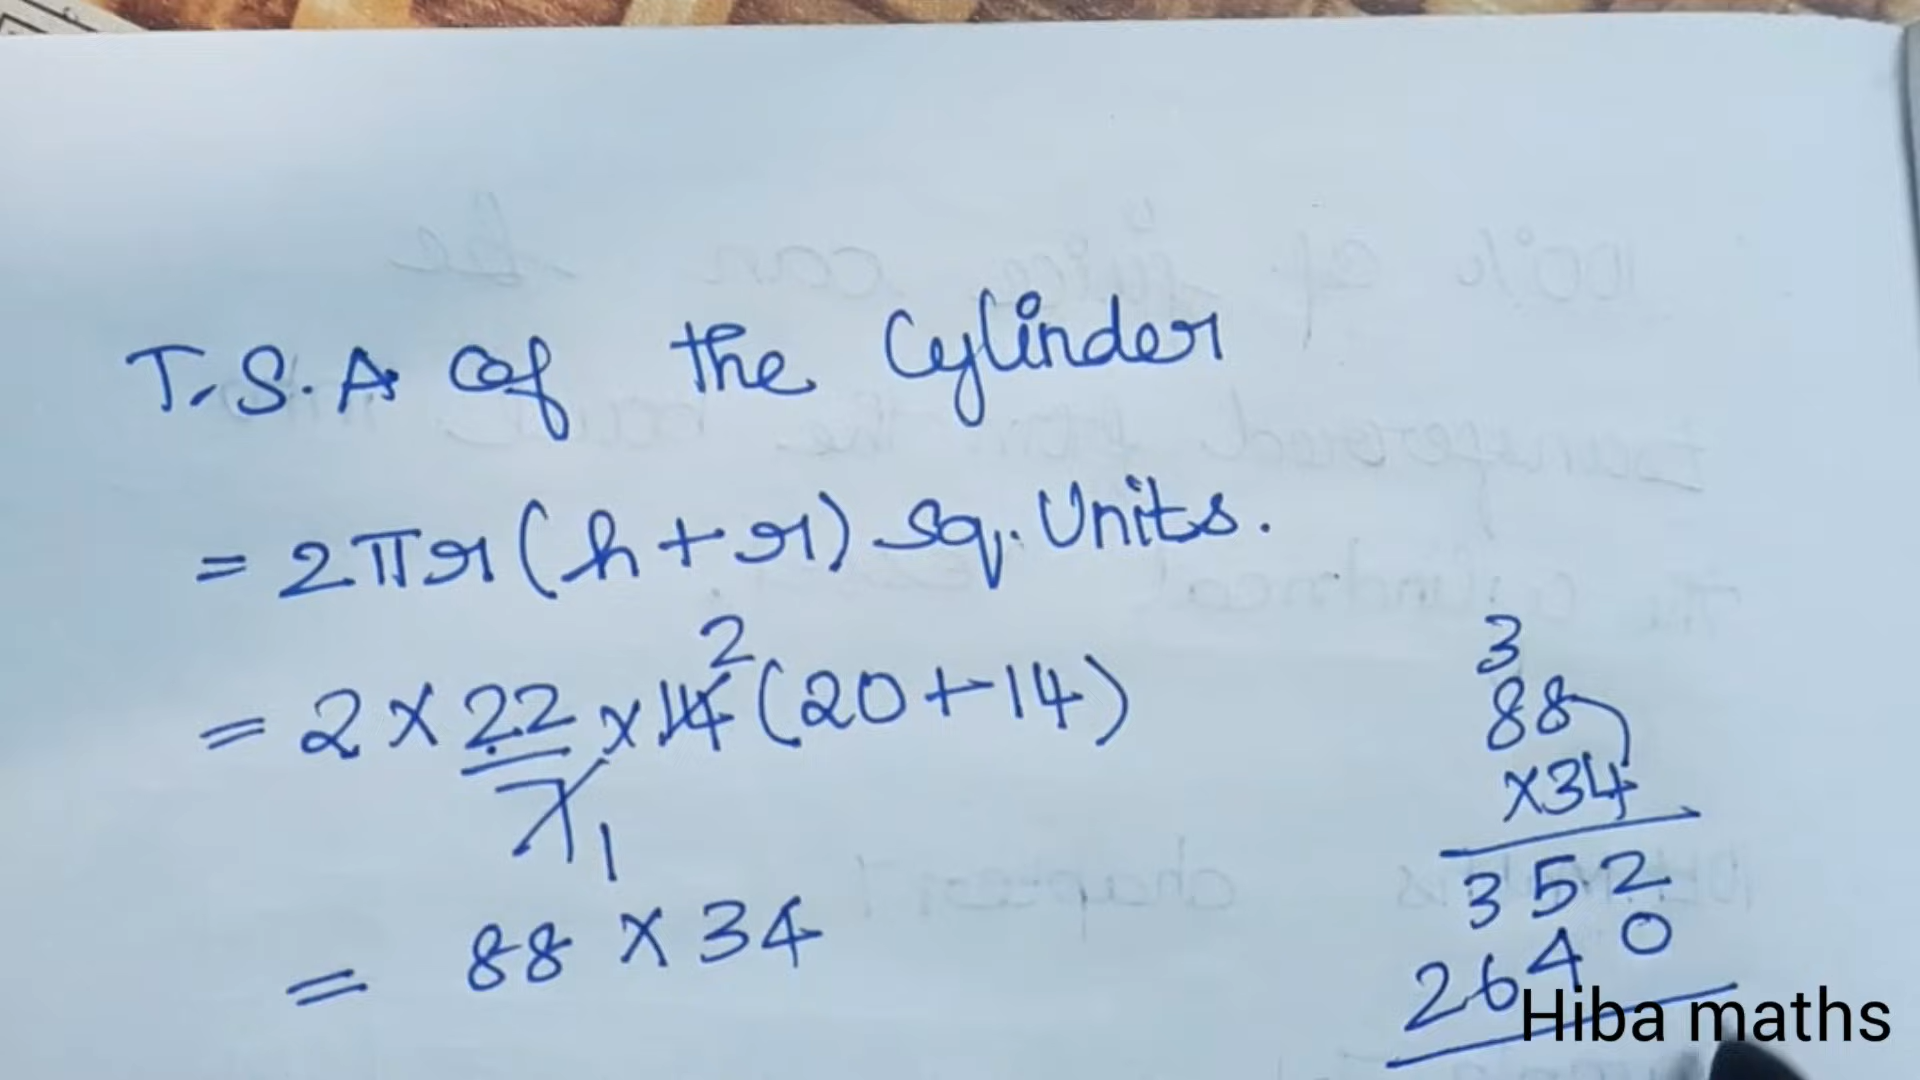 T.S.A of the Cylinder
= 2πr(h+r) sq. Units.
= 2 × 22/7 1 × 14 2 (20+14)
= 88 × 34
3
88
×34
352
2640
Hiba maths